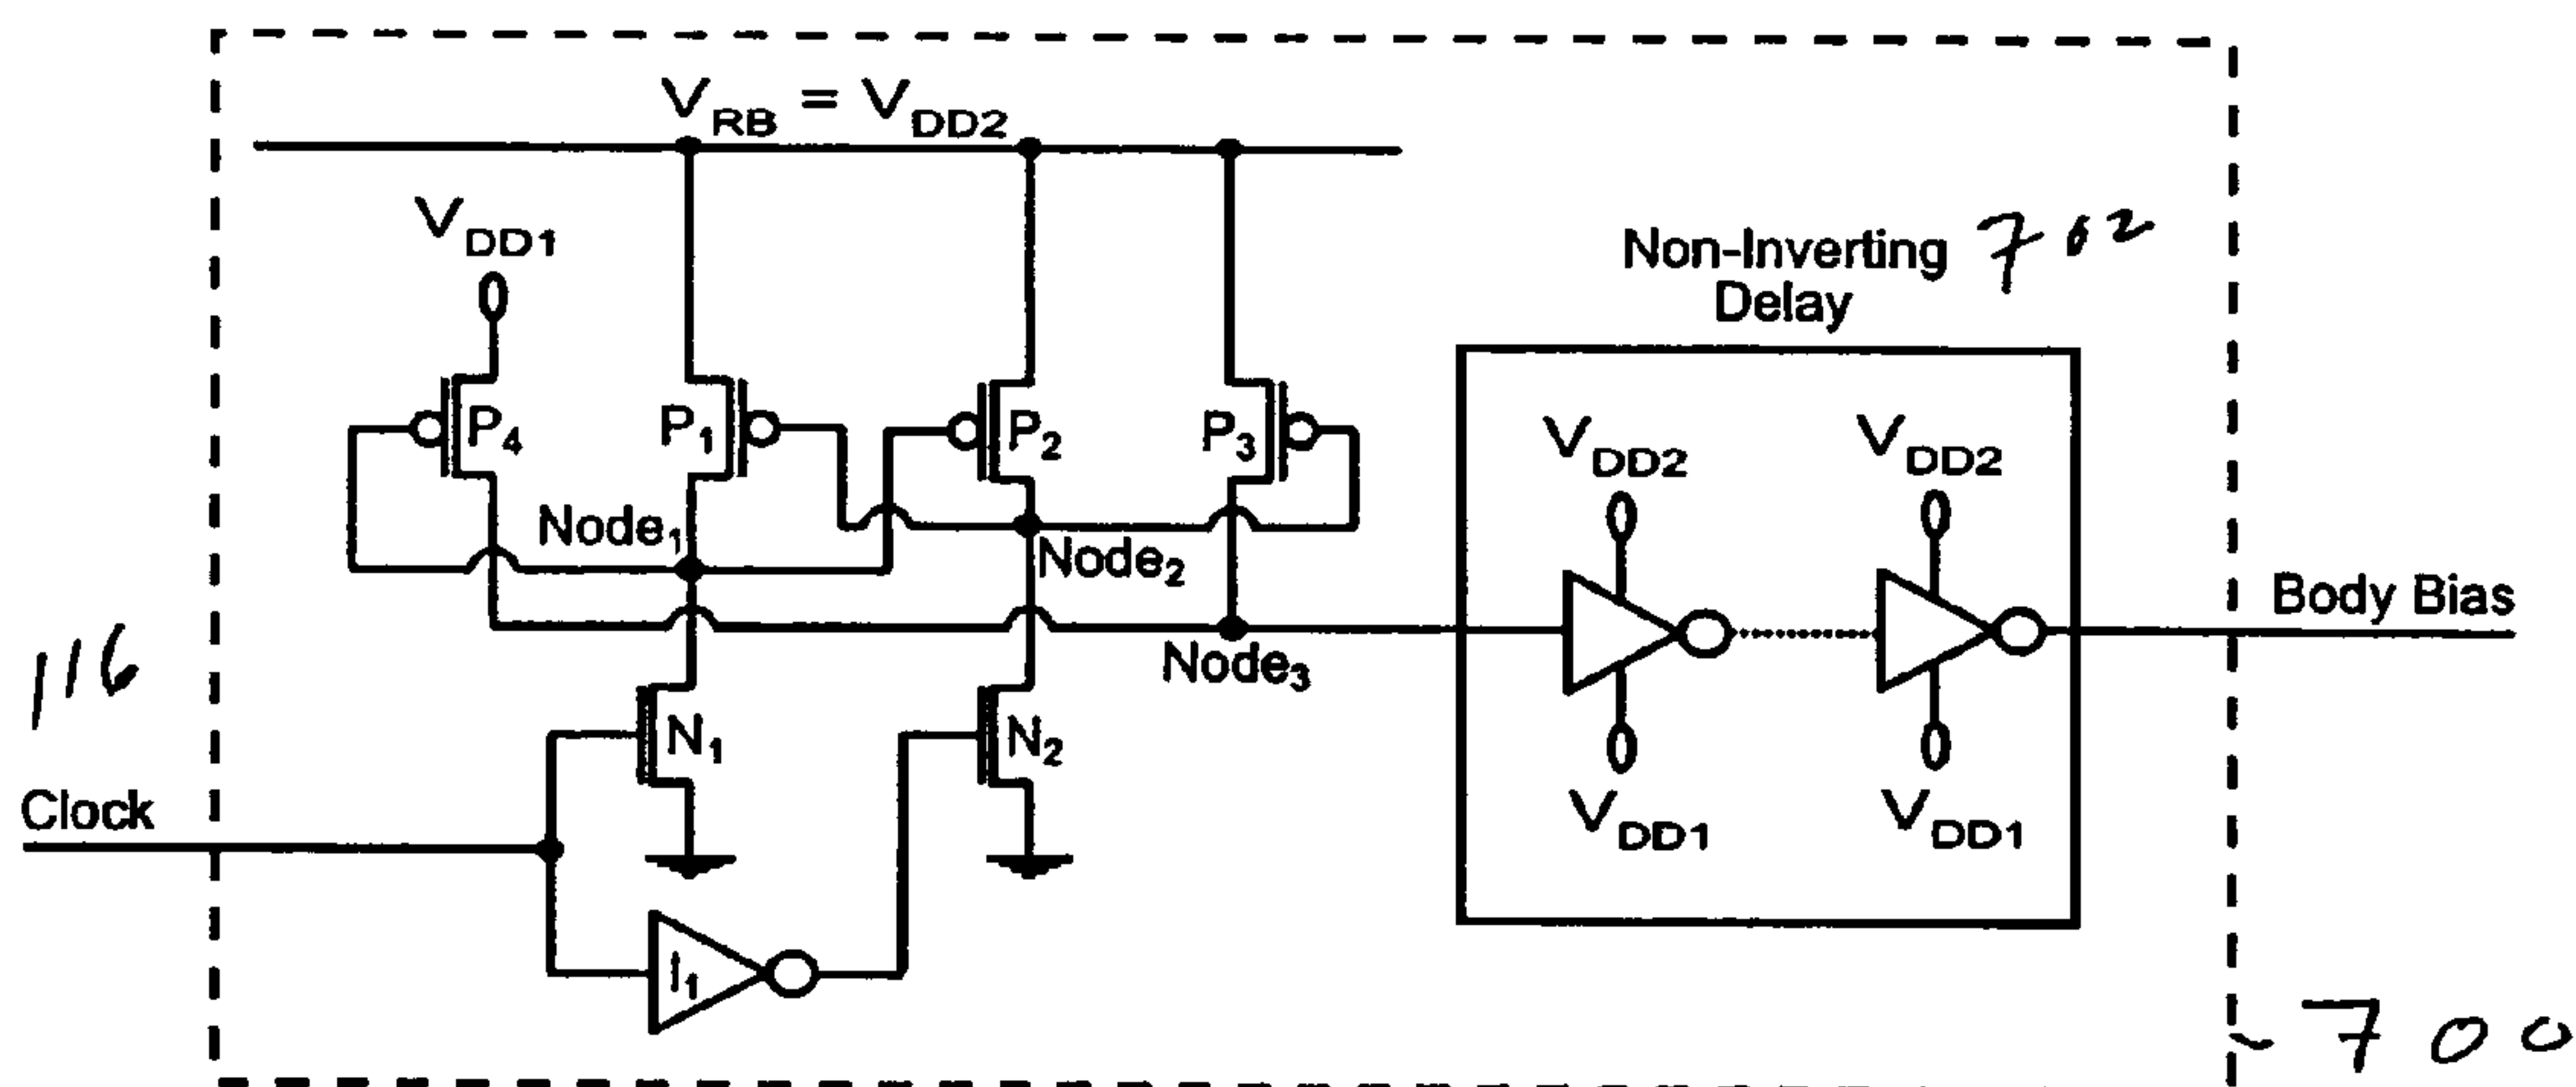 V_RB = V_DD2
V_DD1
Non-Inverting 702
Delay
P₄
P₁
P₂
P₃
V_DD2
V_DD2
Node₁
Node₂
Node₃
Body Bias
116
N₁
N₂
V_DD1
V_DD1
Clock
I₁
700